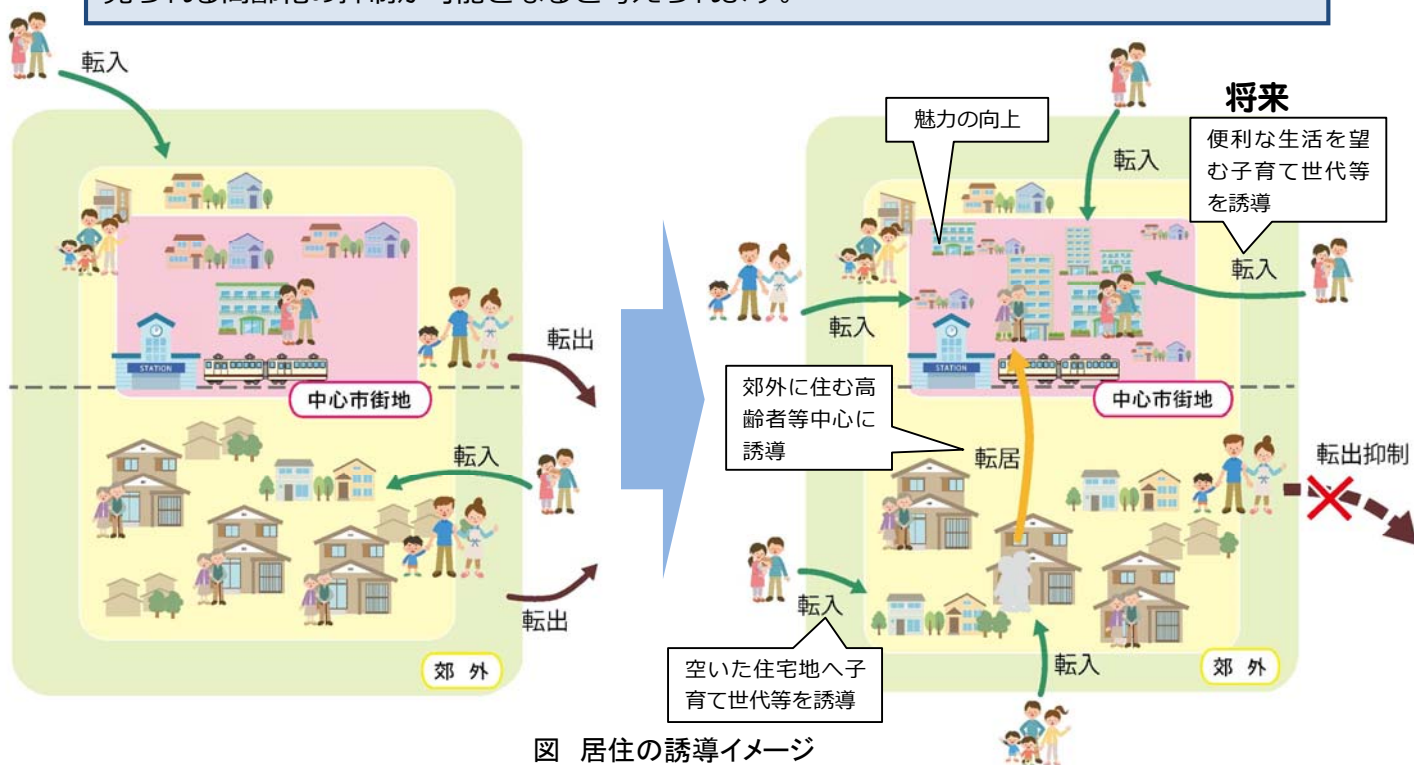 転入
転出
STATION
中心市街地
転入
転出
郊 外
将来
魅力の向上
転入
便利な生活を望
む子育て世代等
を誘導
転入
転入
STATION
中心市街地
郊外に住む高
齢者等中心に
誘導
転居
転出抑制
転入
空いた住宅地へ子
育て世代等を誘導
転入
郊 外
図 居住の誘導イメージ